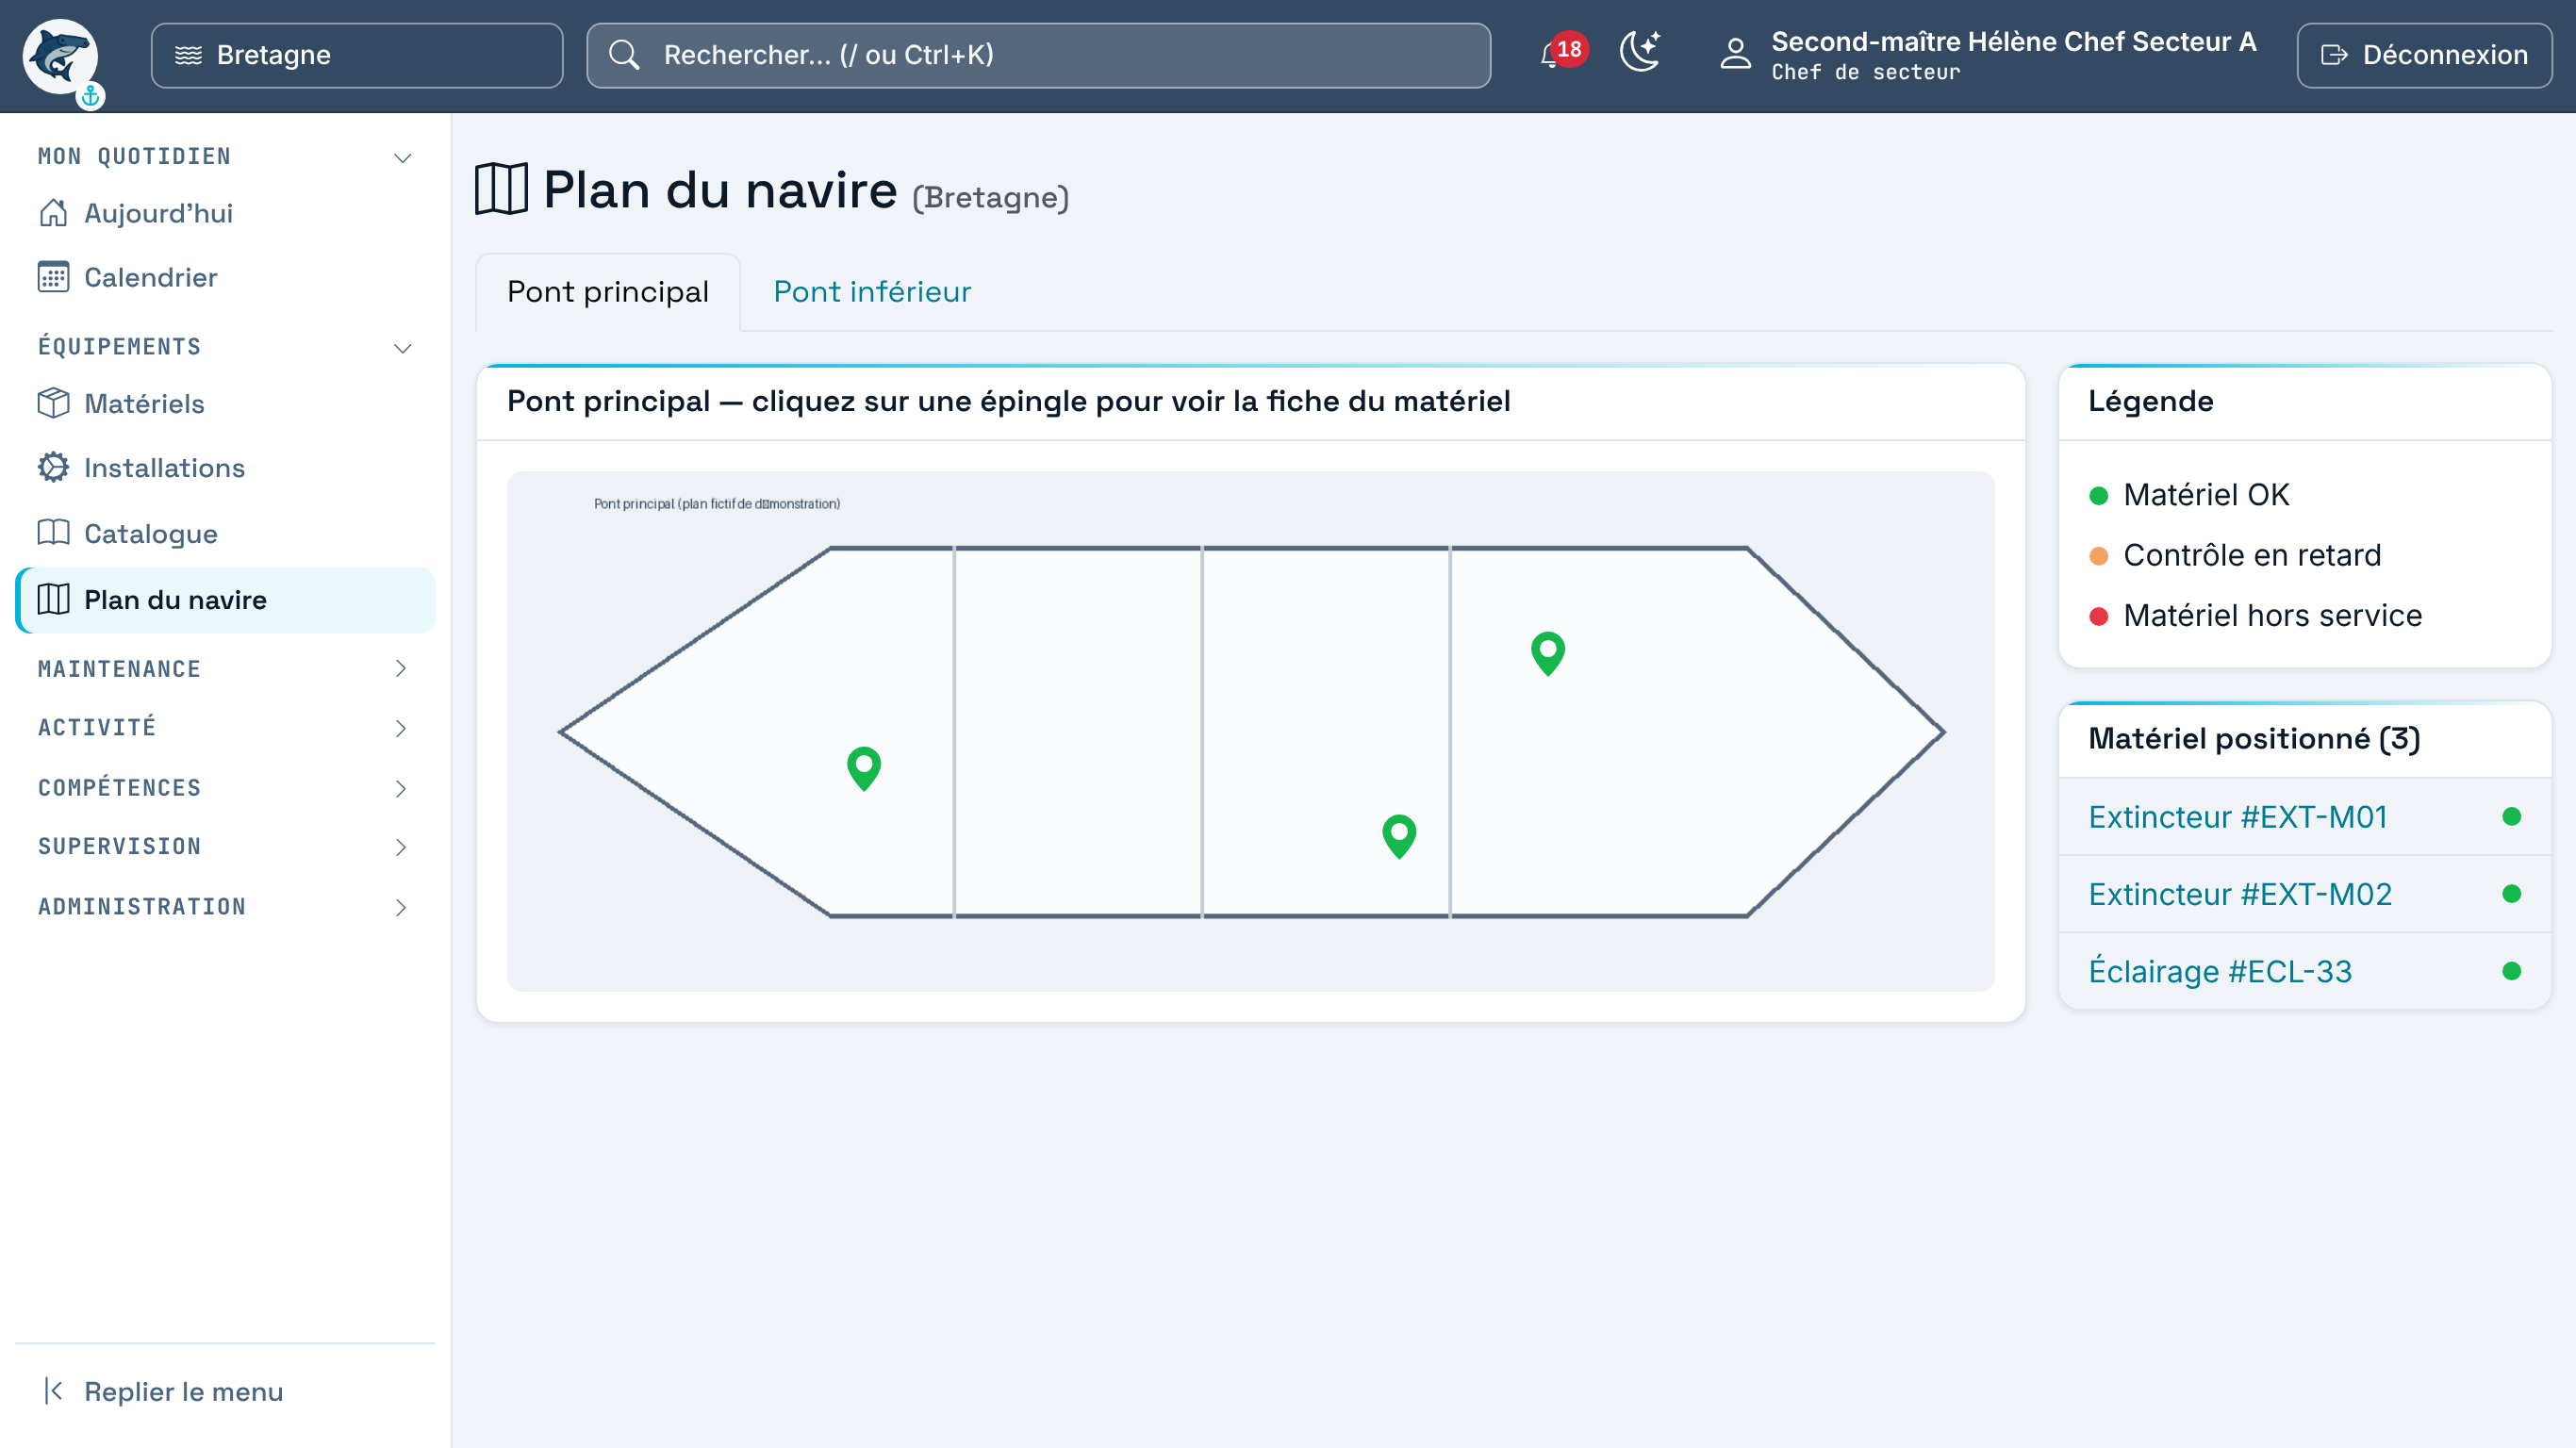 Bretagne
Rechercher... (/ ou Ctrl+K)
18
Second-maître Hélène Chef Secteur A
Chef de secteur
Déconnexion
MON QUOTIDIEN
Aujourd'hui
Calendrier
ÉQUIPEMENTS
Matériels
Installations
Catalogue
Plan du navire
MAINTENANCE
ACTIVITÉ
COMPÉTENCES
SUPERVISION
ADMINISTRATION
Replier le menu
Plan du navire (Bretagne)
Pont principal
Pont inférieur
Pont principal — cliquez sur une épingle pour voir la fiche du matériel
Pont principal (plan fictif de d□monstration)
Légende
Matériel OK
Contrôle en retard
Matériel hors service
Matériel positionné (3)
Extincteur #EXT-M01
Extincteur #EXT-M02
Éclairage #ECL-33